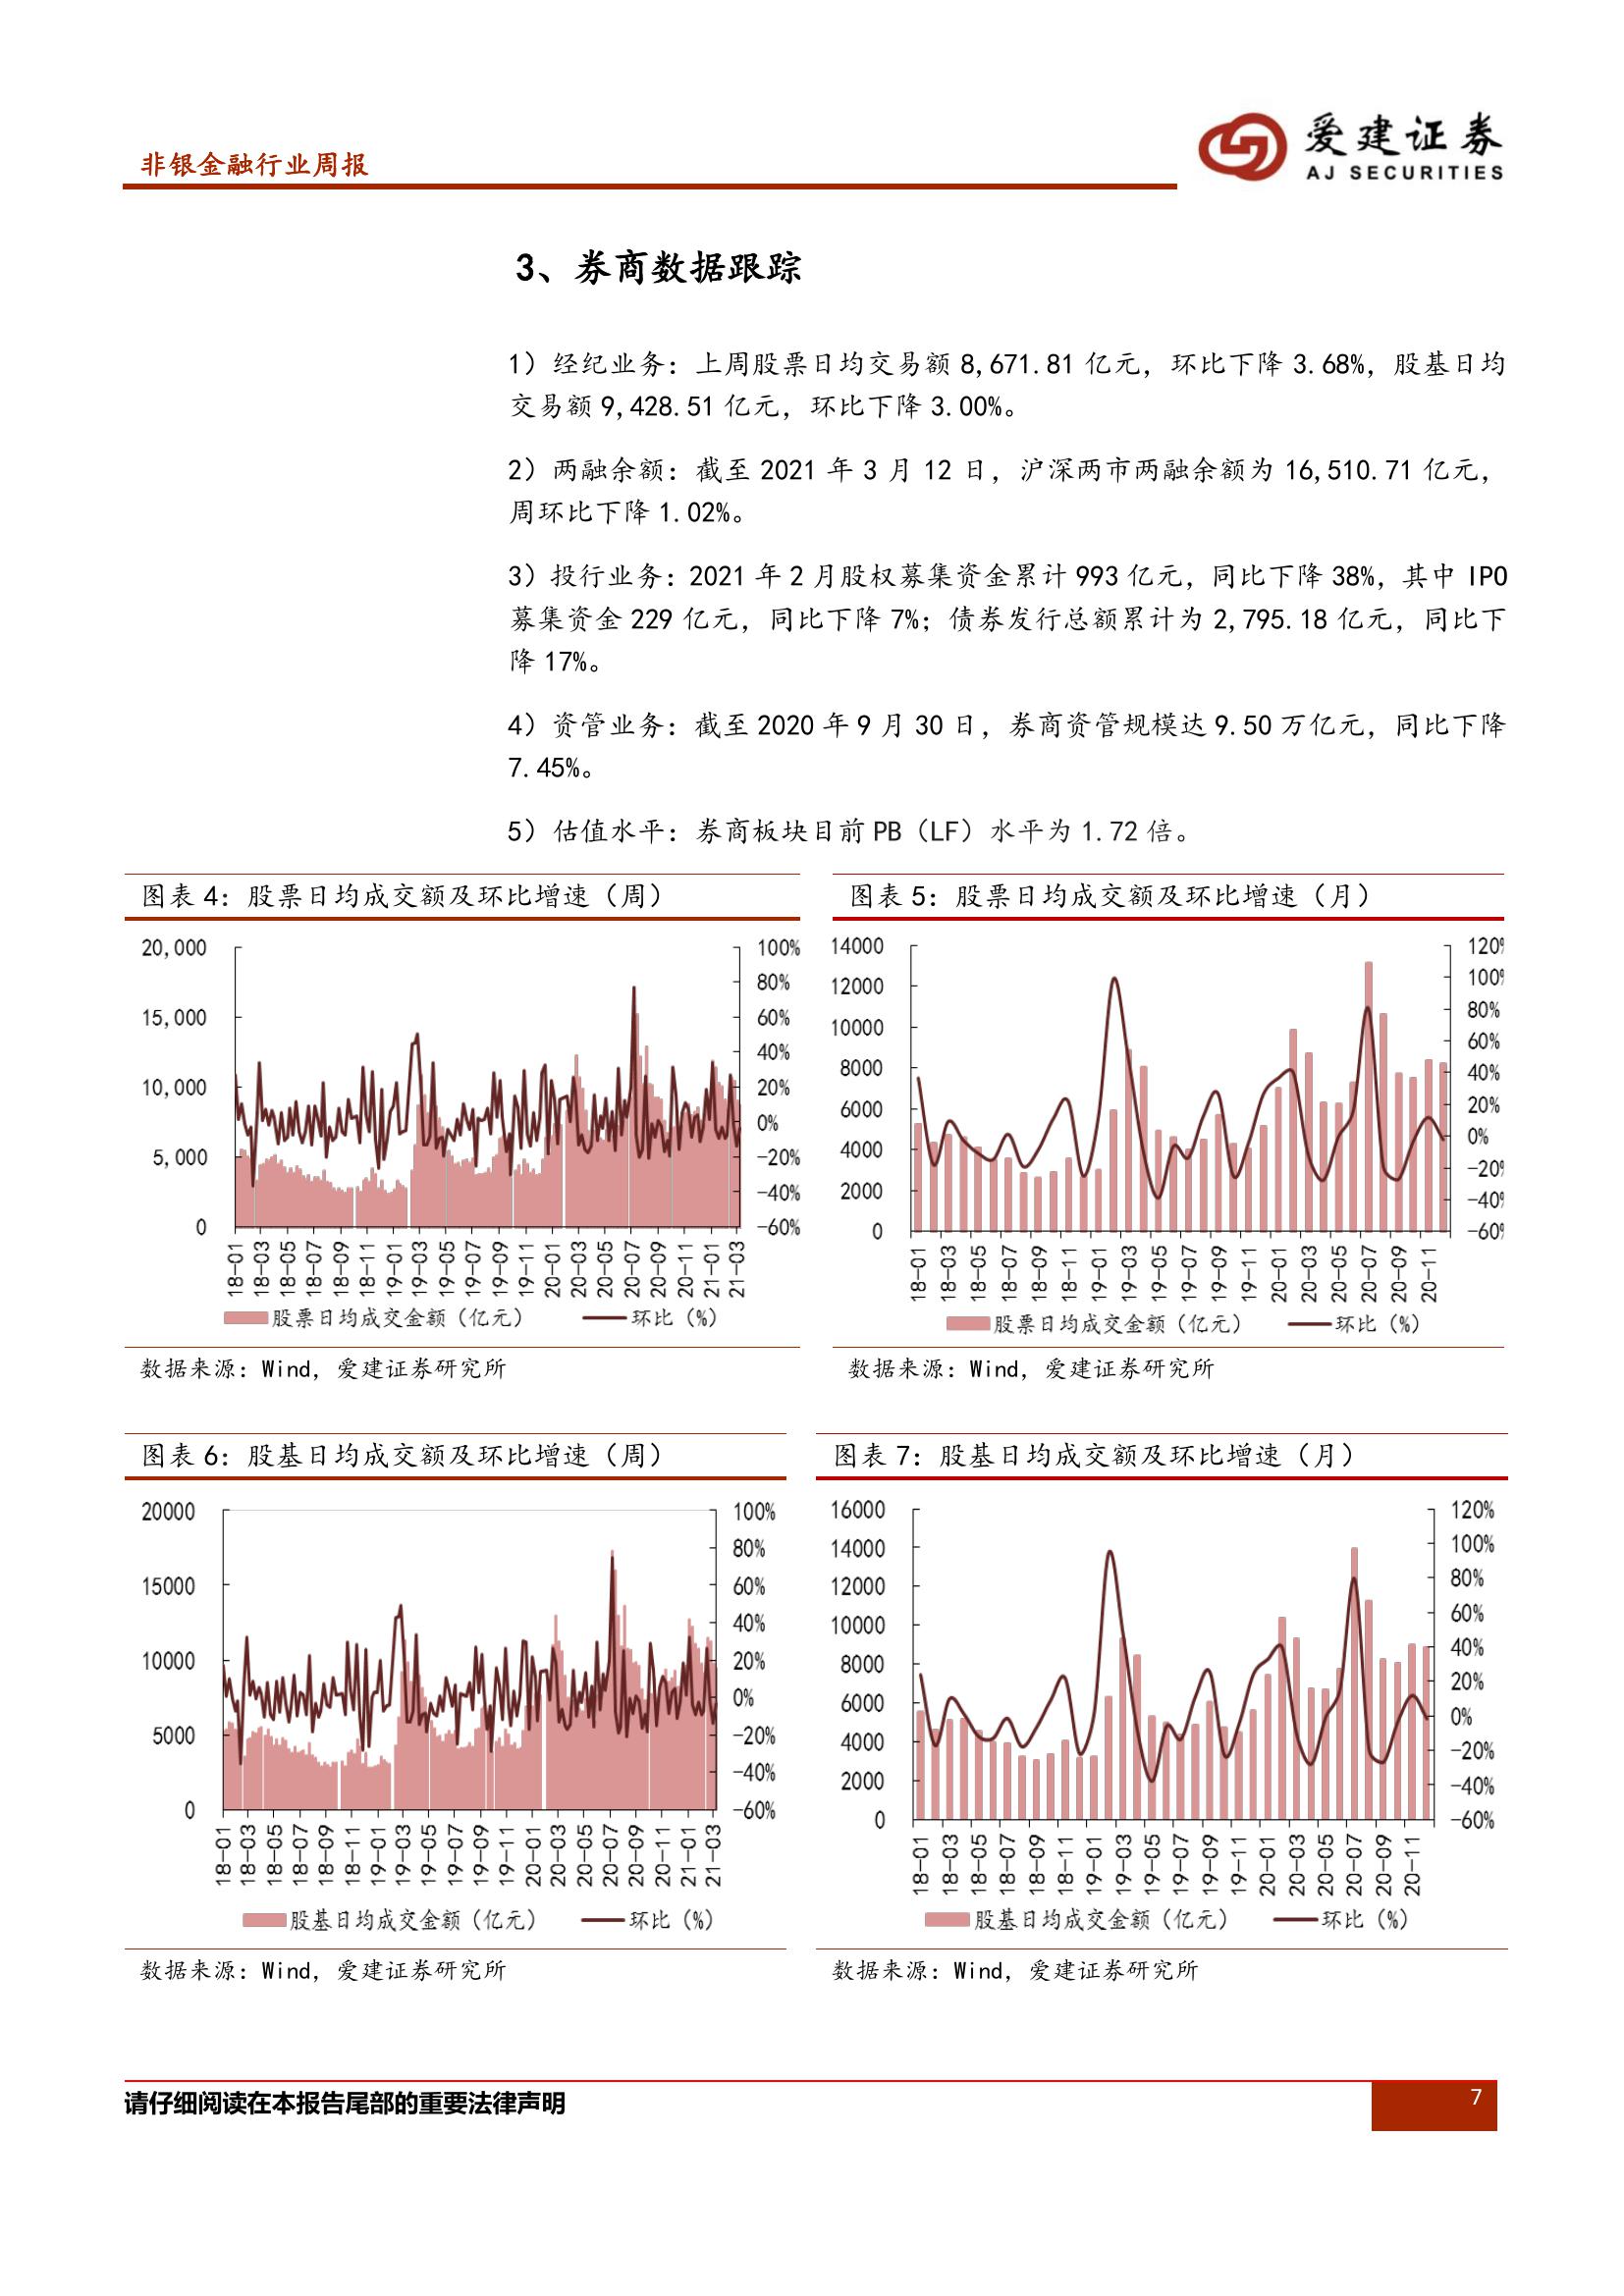 非银金融行业周报
爱建证券
AJ SECURITIES
3、券商数据跟踪
1）经纪业务：上周股票日均交易额 8,671.81 亿元，环比下降 3.68%，股基日均
交易额 9,428.51 亿元，环比下降 3.00%。
2）两融余额：截至 2021 年 3 月 12 日，沪深两市两融余额为 16,510.71 亿元，
周环比下降 1.02%。
3）投行业务：2021 年 2 月股权募集资金累计 993 亿元，同比下降 38%，其中 IPO
募集资金 229 亿元，同比下降 7%；债券发行总额累计为 2,795.18 亿元，同比下
降 17%。
4）资管业务：截至 2020 年 9 月 30 日，券商资管规模达 9.50 万亿元，同比下降
7.45%。
5）估值水平：券商板块目前 PB（LF）水平为 1.72 倍。
图表 4：股票日均成交额及环比增速（周）
20,000
15,000
10,000
5,000
0
100%
80%
60%
40%
20%
0%
-20%
-40%
-60%
18-01 18-03 18-05 18-07 18-09 18-11 19-01 19-03 19-05 19-07 19-09 19-11 20-01 20-03 20-05 20-07 20-09 20-11 21-01 21-03
股票日均成交金额（亿元） 环比（%）
数据来源：Wind，爱建证券研究所
图表 5：股票日均成交额及环比增速（月）
14000
12000
10000
8000
6000
4000
2000
0
120%
100%
80%
60%
40%
20%
0%
-20%
-40%
-60%
18-01 18-03 18-05 18-07 18-09 18-11 19-01 19-03 19-05 19-07 19-09 19-11 20-01 20-03 20-05 20-07 20-09 20-11
股票日均成交金额（亿元） 环比（%）
数据来源：Wind，爱建证券研究所
图表 6：股基日均成交额及环比增速（周）
20000
15000
10000
5000
0
100%
80%
60%
40%
20%
0%
-20%
-40%
-60%
18-01 18-03 18-05 18-07 18-09 18-11 19-01 19-03 19-05 19-07 19-09 19-11 20-01 20-03 20-05 20-07 20-09 20-11 21-01 21-03
股基日均成交金额（亿元） 环比（%）
数据来源：Wind，爱建证券研究所
图表 7：股基日均成交额及环比增速（月）
16000
14000
12000
10000
8000
6000
4000
2000
0
120%
100%
80%
60%
40%
20%
0%
-20%
-40%
-60%
18-01 18-03 18-05 18-07 18-09 18-11 19-01 19-03 19-05 19-07 19-09 19-11 20-01 20-03 20-05 20-07 20-09 20-11
股基日均成交金额（亿元） 环比（%）
数据来源：Wind，爱建证券研究所
请仔细阅读在本报告尾部的重要法律声明
7